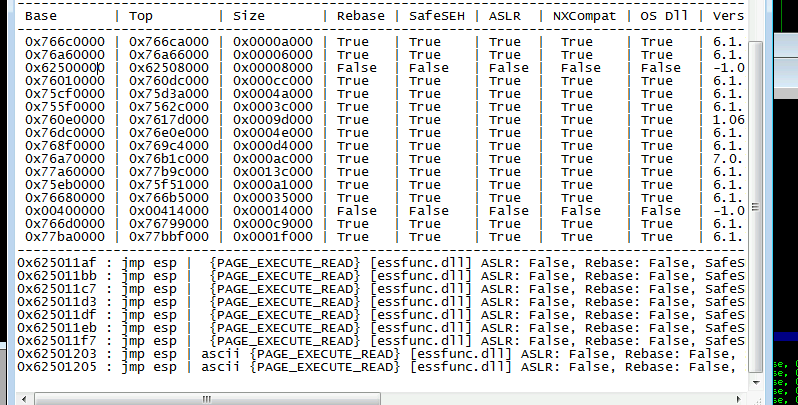 Base | Top | Size | Rebase | SafeSEH | ASLR | NXCompat | OS Dll | Vers
0x766c0000 | 0x766ca000 | 0x0000a000 | True | True | True | True | True | 6.1.
0x76a60000 | 0x76a66000 | 0x00006000 | True | True | True | True | True | 6.1.
0x62500000 | 0x62508000 | 0x00008000 | False | False | False | False | False | -1.0
0x76010000 | 0x760dc000 | 0x000cc000 | True | True | True | True | True | 6.1.
0x75cf0000 | 0x75d3a000 | 0x0004a000 | True | True | True | True | True | 6.1.
0x755f0000 | 0x7562c000 | 0x0003c000 | True | True | True | True | True | 6.1.
0x760e0000 | 0x7617d000 | 0x0009d000 | True | True | True | True | True | 1.06
0x76dc0000 | 0x76e0e000 | 0x0004e000 | True | True | True | True | True | 6.1.
0x768f0000 | 0x769c4000 | 0x000d4000 | True | True | True | True | True | 6.1.
0x76a70000 | 0x76b1c000 | 0x000ac000 | True | True | True | True | True | 7.0.
0x77a60000 | 0x77b9c000 | 0x0013c000 | True | True | True | True | True | 6.1.
0x75eb0000 | 0x75f51000 | 0x000a1000 | True | True | True | True | True | 6.1.
0x76680000 | 0x766b5000 | 0x00035000 | True | True | True | True | True | 6.1.
0x00400000 | 0x00414000 | 0x00014000 | False | False | False | False | False | -1.0
0x766d0000 | 0x76799000 | 0x000c9000 | True | True | True | True | True | 6.1.
0x77ba0000 | 0x77bbf000 | 0x0001f000 | True | True | True | True | True | 6.1.
0x625011af : jmp esp | {PAGE_EXECUTE_READ} [essfunc.dll] ASLR: False, Rebase: False, SafeS
0x625011bb : jmp esp | {PAGE_EXECUTE_READ} [essfunc.dll] ASLR: False, Rebase: False, SafeS
0x625011c7 : jmp esp | {PAGE_EXECUTE_READ} [essfunc.dll] ASLR: False, Rebase: False, SafeS
0x625011d3 : jmp esp | {PAGE_EXECUTE_READ} [essfunc.dll] ASLR: False, Rebase: False, SafeS
0x625011df : jmp esp | {PAGE_EXECUTE_READ} [essfunc.dll] ASLR: False, Rebase: False, SafeS
0x625011eb : jmp esp | {PAGE_EXECUTE_READ} [essfunc.dll] ASLR: False, Rebase: False, SafeS
0x625011f7 : jmp esp | {PAGE_EXECUTE_READ} [essfunc.dll] ASLR: False, Rebase: False, SafeS
0x62501203 : jmp esp | ascii {PAGE_EXECUTE_READ} [essfunc.dll] ASLR: False, Rebase: False,
0x62501205 : jmp esp | ascii {PAGE_EXECUTE_READ} [essfunc.dll] ASLR: False, Rebase: False,